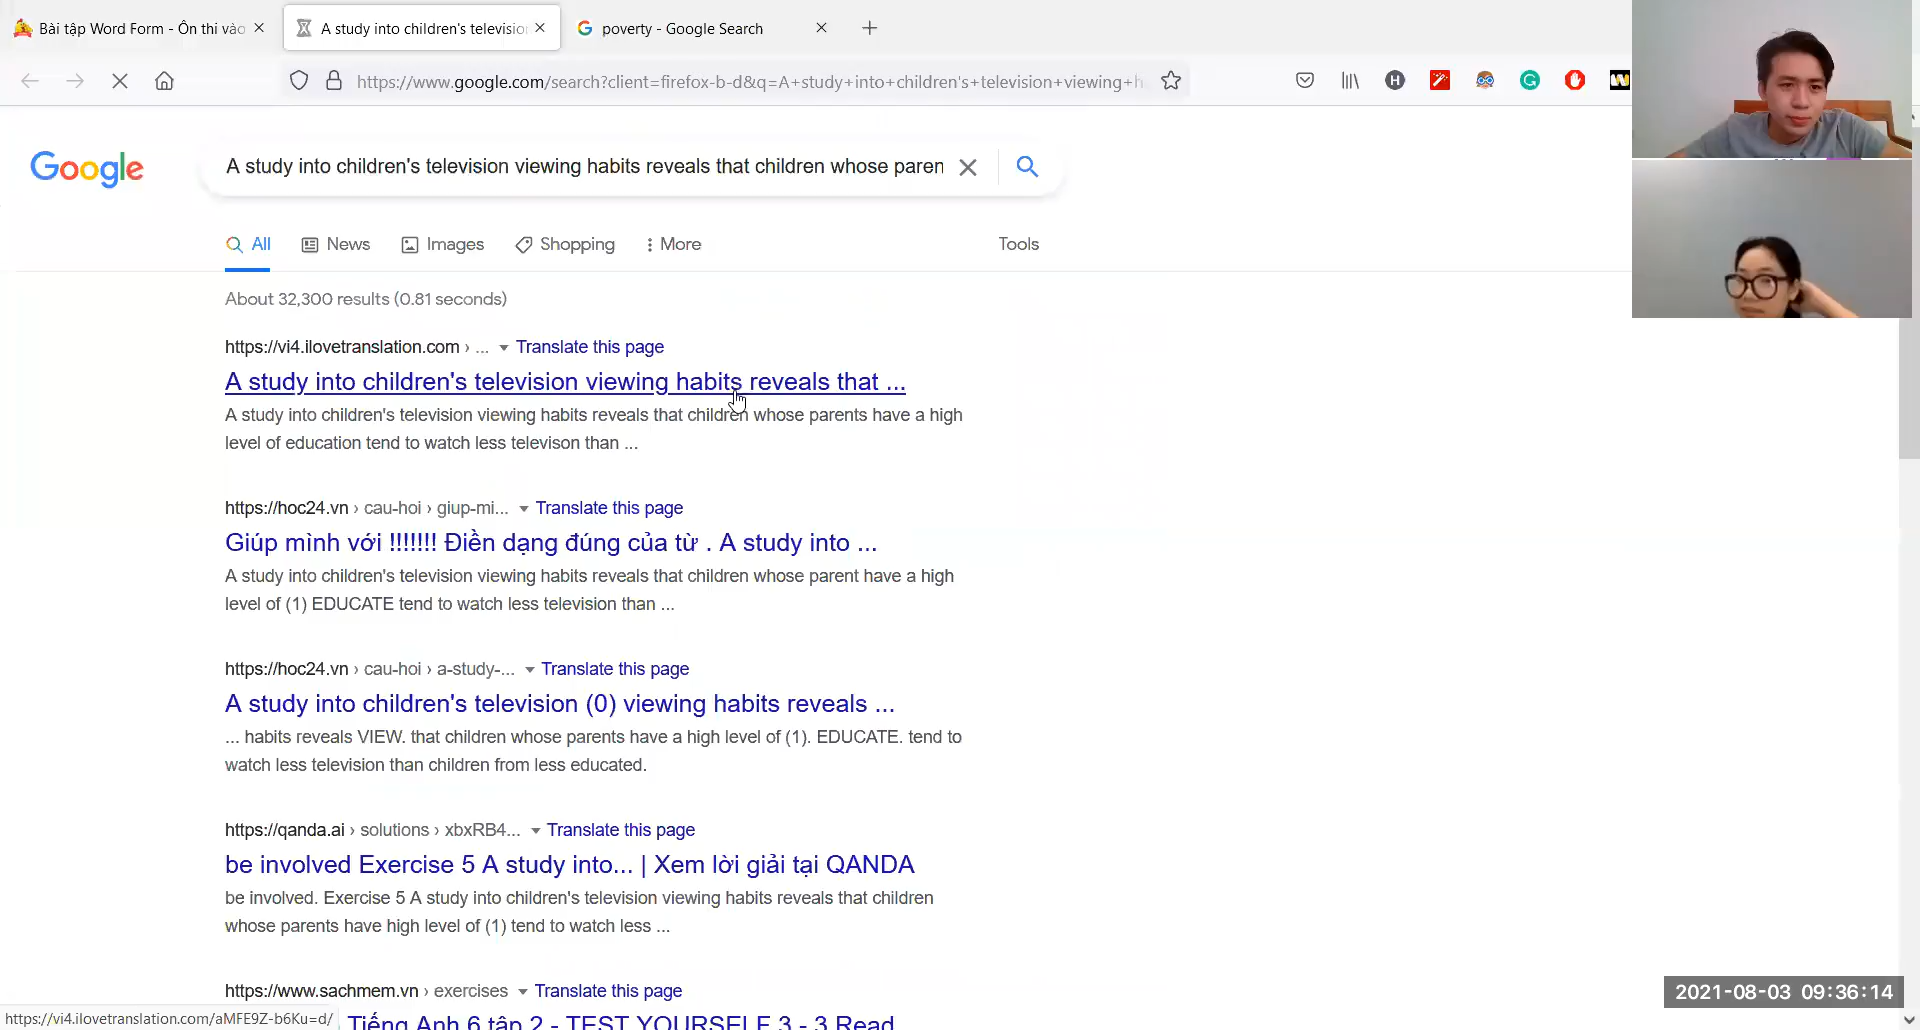 Bài tập Word Form - Ôn thi vào
A study into children's televisio
poverty - Google Search
https://www.google.com/search?client=firefox-b-d&q=A+study+into+children's+television+viewing+h
Google
A study into children's television viewing habits reveals that children whose paren
All
News
Images
Shopping
More
Tools
About 32,300 results (0.81 seconds)
https://vi4.ilovetranslation.com › ... Translate this page
A study into children's television viewing habits reveals that ...
A study into children's television viewing habits reveals that children whose parents have a high
level of education tend to watch less televison than ...
https://hoc24.vn › cau-hoi › giup-mi... Translate this page
Giúp mình với !!!!!!! Điền dạng đúng của từ . A study into ...
A study into children's television viewing habits reveals that children whose parent have a high
level of (1) EDUCATE tend to watch less television than ...
https://hoc24.vn › cau-hoi › a-study-... Translate this page
A study into children's television (0) viewing habits reveals ...
... habits reveals VIEW. that children whose parents have a high level of (1). EDUCATE. tend to
watch less television than children from less educated.
https://qanda.ai › solutions › xbxRB4... Translate this page
be involved Exercise 5 A study into... | Xem lời giải tại QANDA
be involved. Exercise 5 A study into children's television viewing habits reveals that children
whose parents have high level of (1) tend to watch less ...
https://www.sachmem.vn › exercises Translate this page
Tiếng Anh 6 tập 2 - TEST YOURSELF 3 - 3 Read
https://vi4.ilovetranslation.com/aMFE9Z-b6Ku=d/
2021-08-03 09:36:14